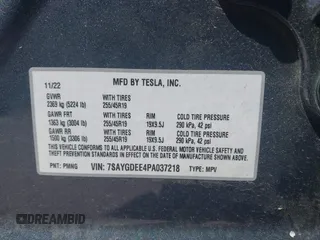 11/22 MFD BY TESLA, INC.
GVWR WITH TIRES
2369 kg (5224 lb) 255/45R19
GAWR FRT WITH TIRES RIM COLD TIRE PRESSURE
1363 kg (3004 lb) 255/45R19 19X9.5J 290 kPa, 42 psi
GAWR RR WITH TIRES RIM COLD TIRE PRESSURE
1500 kg (3306 lb) 255/45R19 19X9.5J 290 kPa, 42 psi
THIS VEHICLE CONFORMS TO ALL APPLICABLE FEDERAL MOTOR VEHICLE
SAFETY AND THEFT PREVENTION STANDARDS IN EFFECT
ON THE DATE OF MANUFACTURE SHOWN ABOVE.
PNT: PMNG VIN: 7SAYGDEE4PA037218 TYPE: MPV
DREAMBID